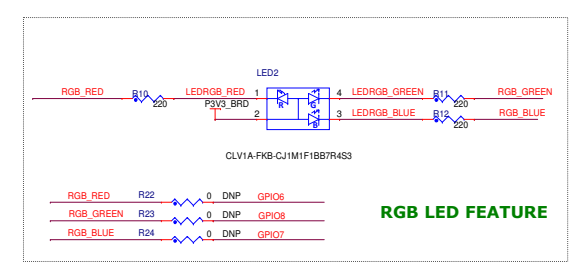 LED2
RGB_RED R10 220 LEDRGB_RED 1 R G 4 LEDRGB_GREEN R11 220 RGB_GREEN
P3V3_BRD 2 B 3 LEDRGB_BLUE R12 220 RGB_BLUE
CLV1A-FKB-CJ1M1F1BB7R4S3
RGB_RED R22 0 DNP GPIO6
RGB_GREEN R23 0 DNP GPIO8
RGB_BLUE R24 0 DNP GPIO7
RGB LED FEATURE